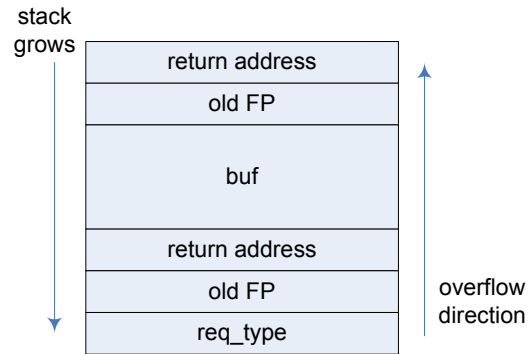 stack
grows
return address
old FP
buf
return address
old FP
req_type
overflow
direction